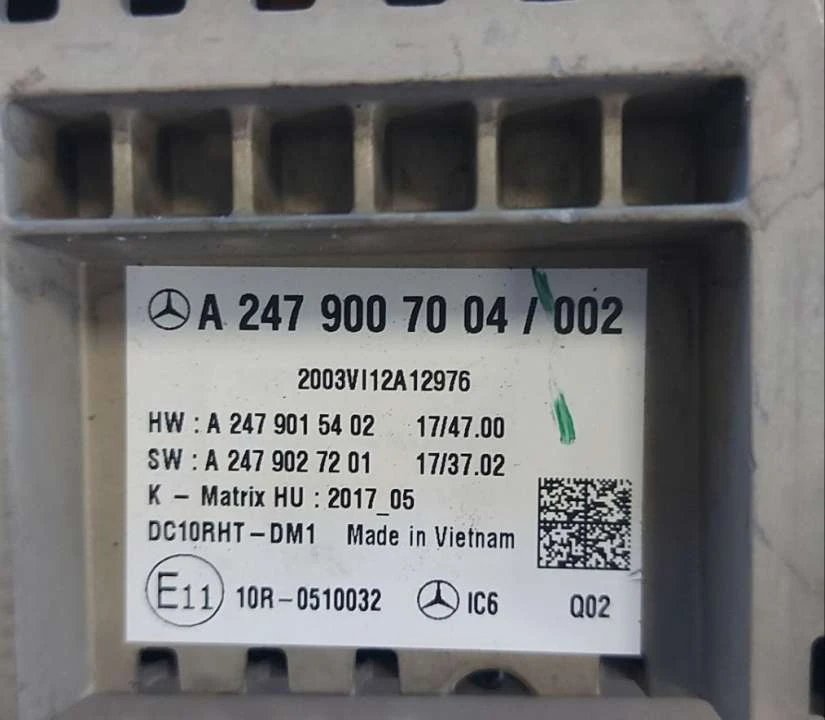 A 247 900 70 04 / 002
2003VI12A12976
HW : A 247 901 54 02 17/47.00
SW : A 247 902 72 01 17/37.02
K - Matrix HU : 2017_05
DC10RHT-DM1 Made in Vietnam
E11 10R-0510032 IC6 Q02